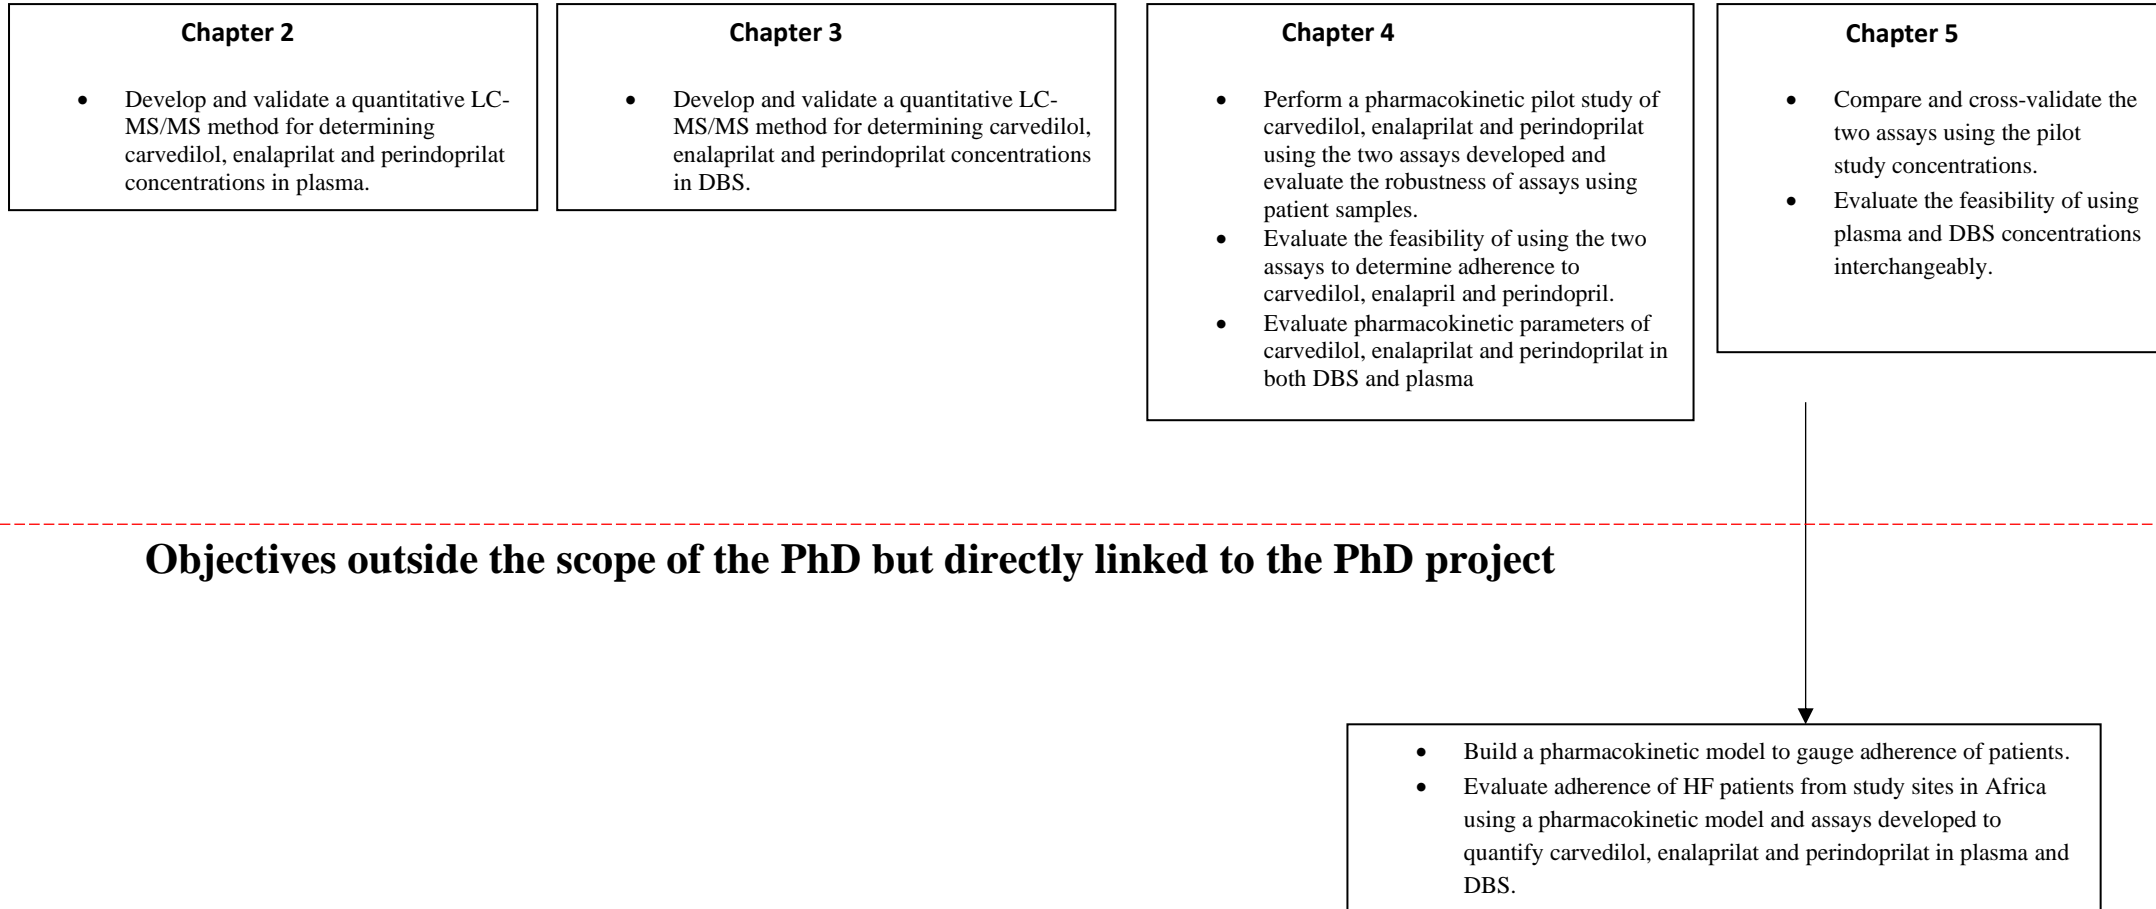 Chapter 2
• Develop and validate a quantitative LC-
MS/MS method for determining
carvedilol, enalaprilat and perindoprilat
concentrations in plasma.
Chapter 3
• Develop and validate a quantitative LC-
MS/MS method for determining carvedilol,
enalaprilat and perindoprilat concentrations
in DBS.
Chapter 4
• Perform a pharmacokinetic pilot study of
carvedilol, enalaprilat and perindoprilat
using the two assays developed and
evaluate the robustness of assays using
patient samples.
• Evaluate the feasibility of using the two
assays to determine adherence to
carvedilol, enalapril and perindopril.
• Evaluate pharmacokinetic parameters of
carvedilol, enalaprilat and perindoprilat in
both DBS and plasma
Chapter 5
• Compare and cross-validate the
two assays using the pilot
study concentrations.
• Evaluate the feasibility of using
plasma and DBS concentrations
interchangeably.
Objectives outside the scope of the PhD but directly linked to the PhD project
• Build a pharmacokinetic model to gauge adherence of patients.
• Evaluate adherence of HF patients from study sites in Africa
using a pharmacokinetic model and assays developed to
quantify carvedilol, enalaprilat and perindoprilat in plasma and
DBS.